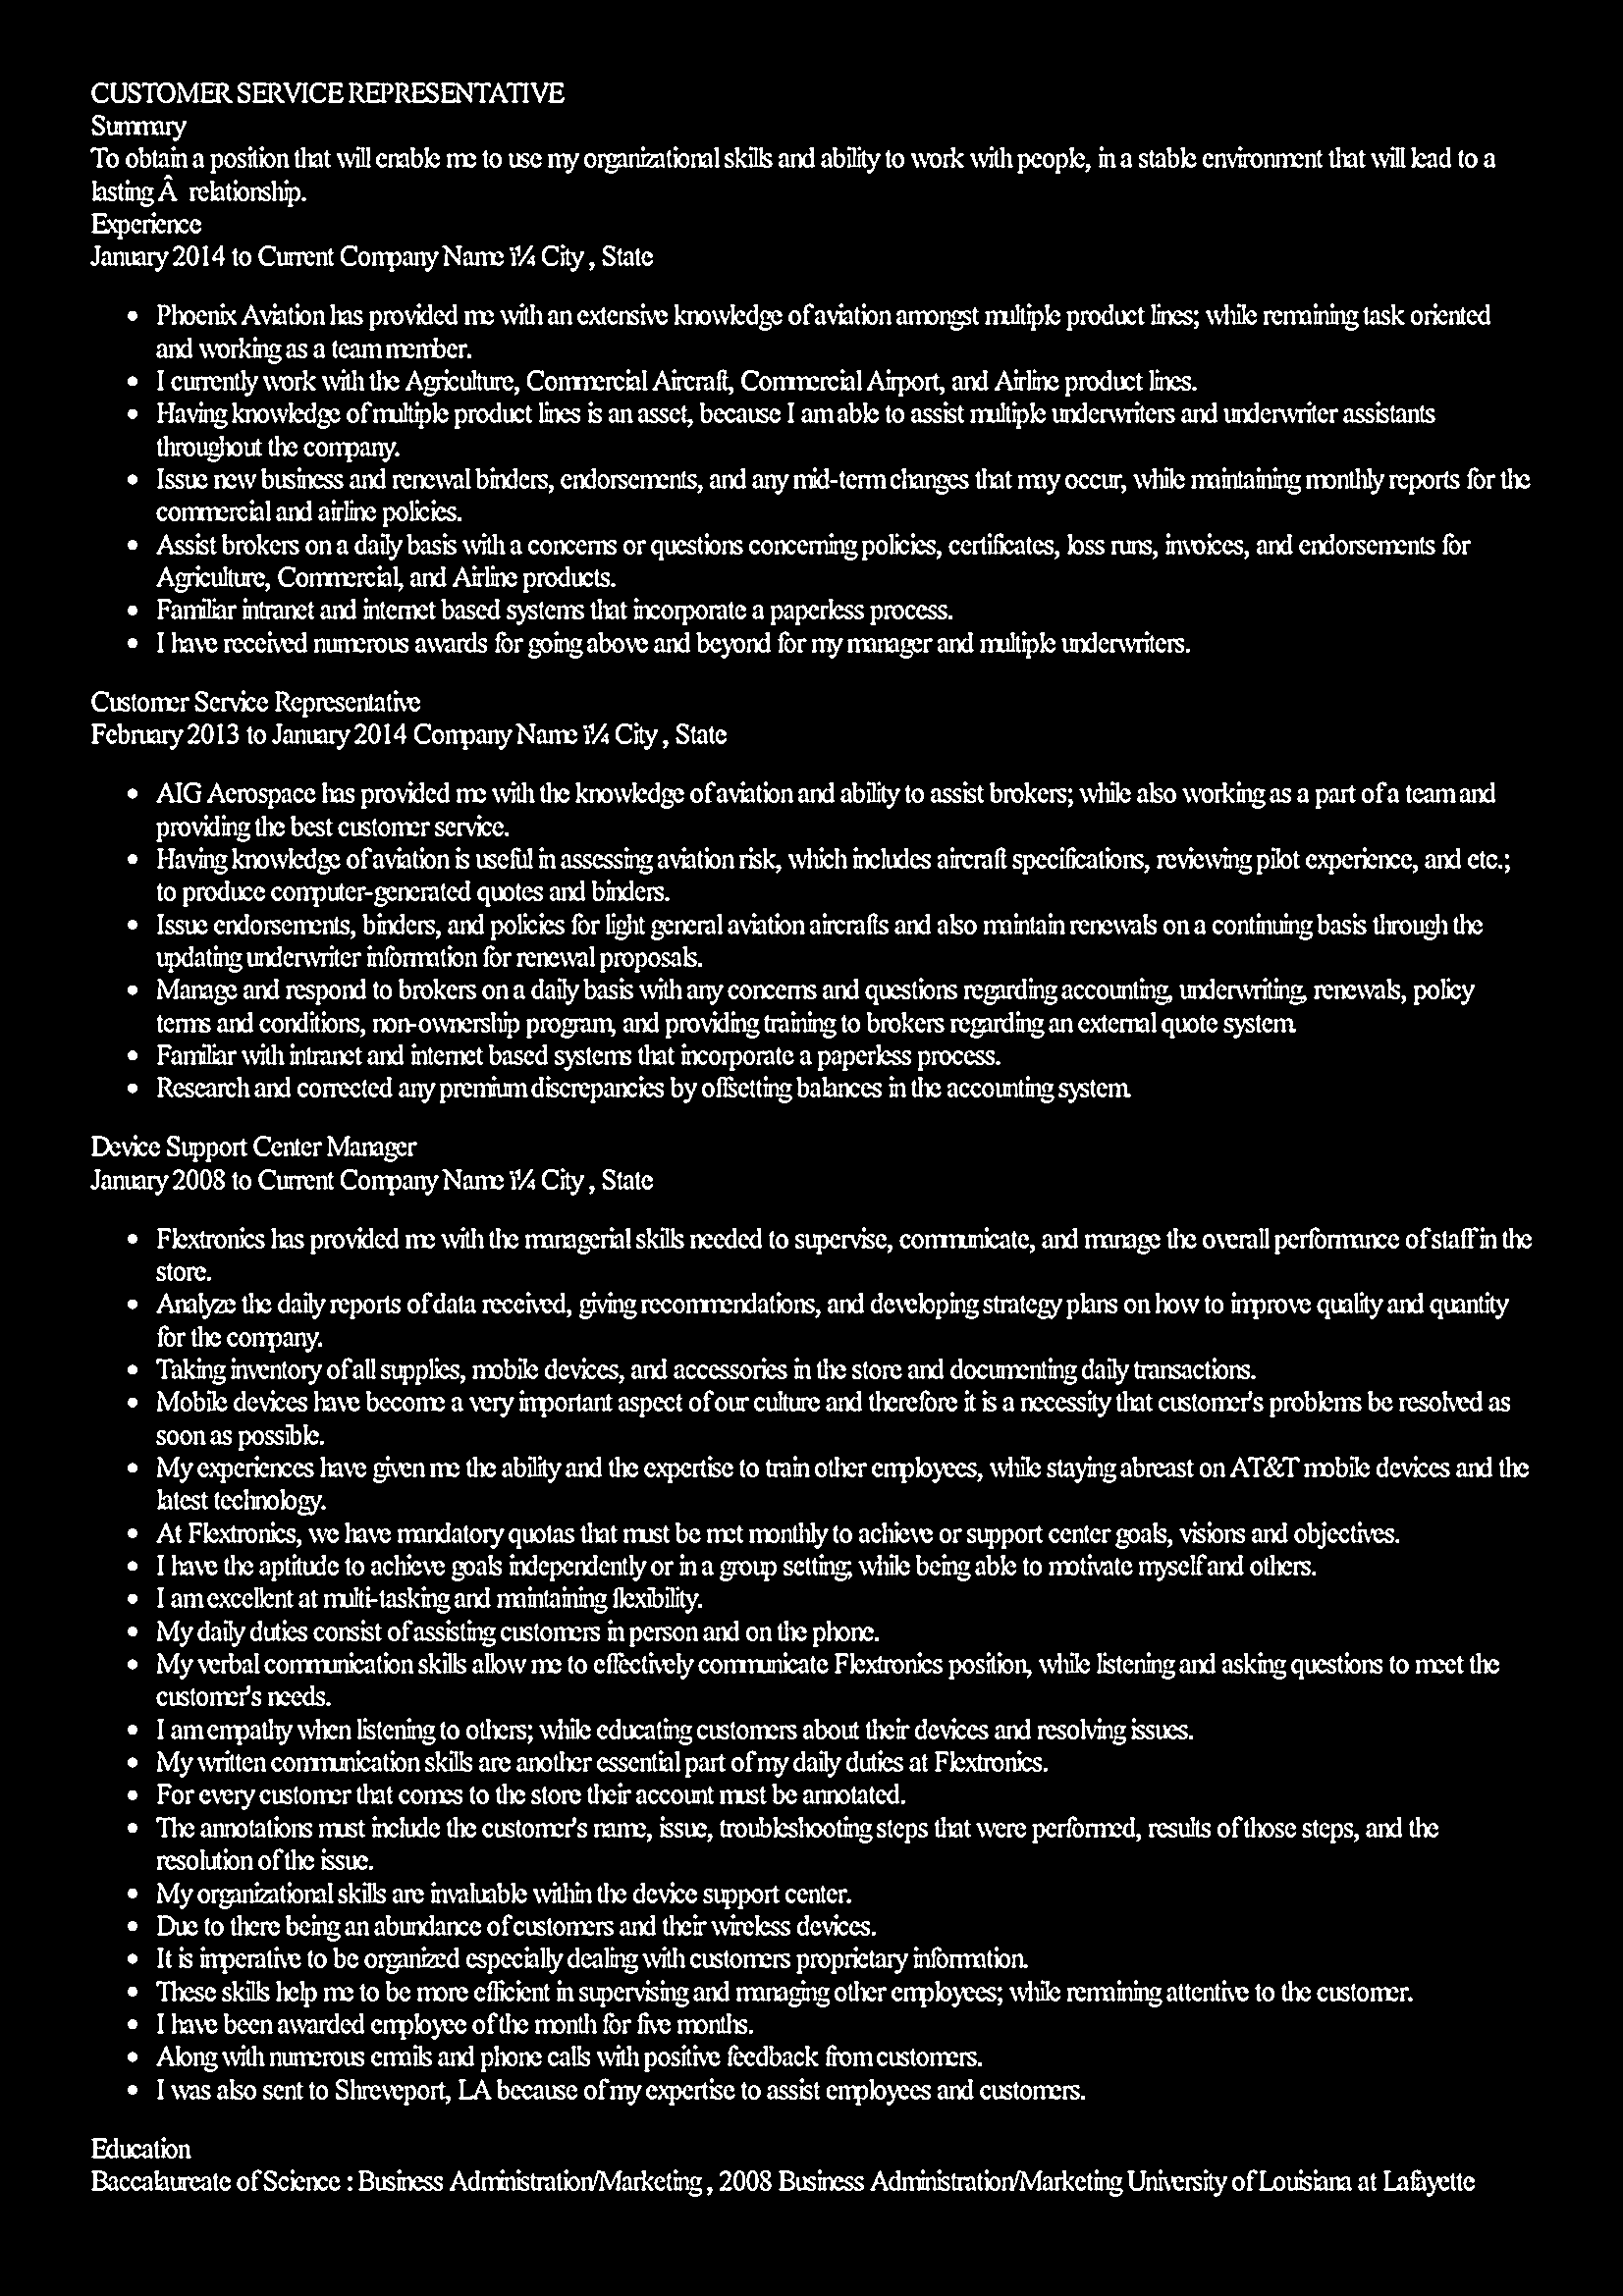 CUSTOMER SERVICE REPRESENTATIVE
Summary
To obtain a position that will enable me to use my organizational skills and ability to work with people, in a stable environment that will lead to a
lasting Â relationship.
Experience
January 2014 to Current Company Name ï¼ City , State
• Phoenix Aviation has provided me with an extensive knowledge of aviation amongst multiple product lines; while remaining task oriented
and working as a team member.
• I currently work with the Agriculture, Commercial Aircraft, Commercial Airport, and Airline product lines.
• Having knowledge of multiple product lines is an asset, because I am able to assist multiple underwriters and underwriter assistants
throughout the company.
• Issue new business and renewal binders, endorsements, and any mid-term changes that may occur, while maintaining monthly reports for the
commercial and airline policies.
• Assist brokers on a daily basis with a concerns or questions concerning policies, certificates, loss runs, invoices, and endorsements for
Agriculture, Commercial, and Airline products.
• Familiar intranet and internet based systems that incorporate a paperless process.
• I have received numerous awards for going above and beyond for my manager and multiple underwriters.
Customer Service Representative
February 2013 to January 2014 Company Name ï¼ City , State
• AIG Aerospace has provided me with the knowledge of aviation and ability to assist brokers; while also working as a part of a team and
providing the best customer service.
• Having knowledge of aviation is useful in assessing aviation risk, which includes aircraft specifications, reviewing pilot experience, and etc.;
to produce computer-generated quotes and binders.
• Issue endorsements, binders, and policies for light general aviation aircrafts and also maintain renewals on a continuing basis through the
updating underwriter information for renewal proposals.
• Manage and respond to brokers on a daily basis with any concerns and questions regarding accounting, underwriting, renewals, policy
terms and conditions, non-ownership program, and providing training to brokers regarding an external quote system.
• Familiar with intranet and internet based systems that incorporate a paperless process.
• Research and corrected any premium discrepancies by offsetting balances in the accounting system.
Device Support Center Manager
January 2008 to Current Company Name ï¼ City , State
• Flextronics has provided me with the managerial skills needed to supervise, communicate, and manage the overall performance of staff in the
store.
• Analyze the daily reports of data received, giving recommendations, and developing strategy plans on how to improve quality and quantity
for the company.
• Taking inventory of all supplies, mobile devices, and accessories in the store and documenting daily transactions.
• Mobile devices have become a very important aspect of our culture and therefore it is a necessity that customer's problems be resolved as
soon as possible.
• My experiences have given me the ability and the expertise to train other employees, while staying abreast on AT&T mobile devices and the
latest technology.
• At Flextronics, we have mandatory quotas that must be met monthly to achieve or support center goals, visions and objectives.
• I have the aptitude to achieve goals independently or in a group setting; while being able to motivate myself and others.
• I am excellent at multi-tasking and maintaining flexibility.
• My daily duties consist of assisting customers in person and on the phone.
• My verbal communication skills allow me to effectively communicate Flextronics position, while listening and asking questions to meet the
customer's needs.
• I am empathy when listening to others; while educating customers about their devices and resolving issues.
• My written communication skills are another essential part of my daily duties at Flextronics.
• For every customer that comes to the store their account must be annotated.
• The annotations must include the customer's name, issue, troubleshooting steps that were performed, results of those steps, and the
resolution of the issue.
• My organizational skills are invaluable within the device support center.
• Due to there being an abundance of customers and their wireless devices.
• It is imperative to be organized especially dealing with customers proprietary information.
• These skills help me to be more efficient in supervising and managing other employees; while remaining attentive to the customer.
• I have been awarded employee of the month for five months.
• Along with numerous emails and phone calls with positive feedback from customers.
• I was also sent to Shreveport, LA because of my expertise to assist employees and customers.
Education
Baccalaureate of Science : Business Administration/Marketing , 2008 Business Administration/Marketing University of Louisiana at Lafayette